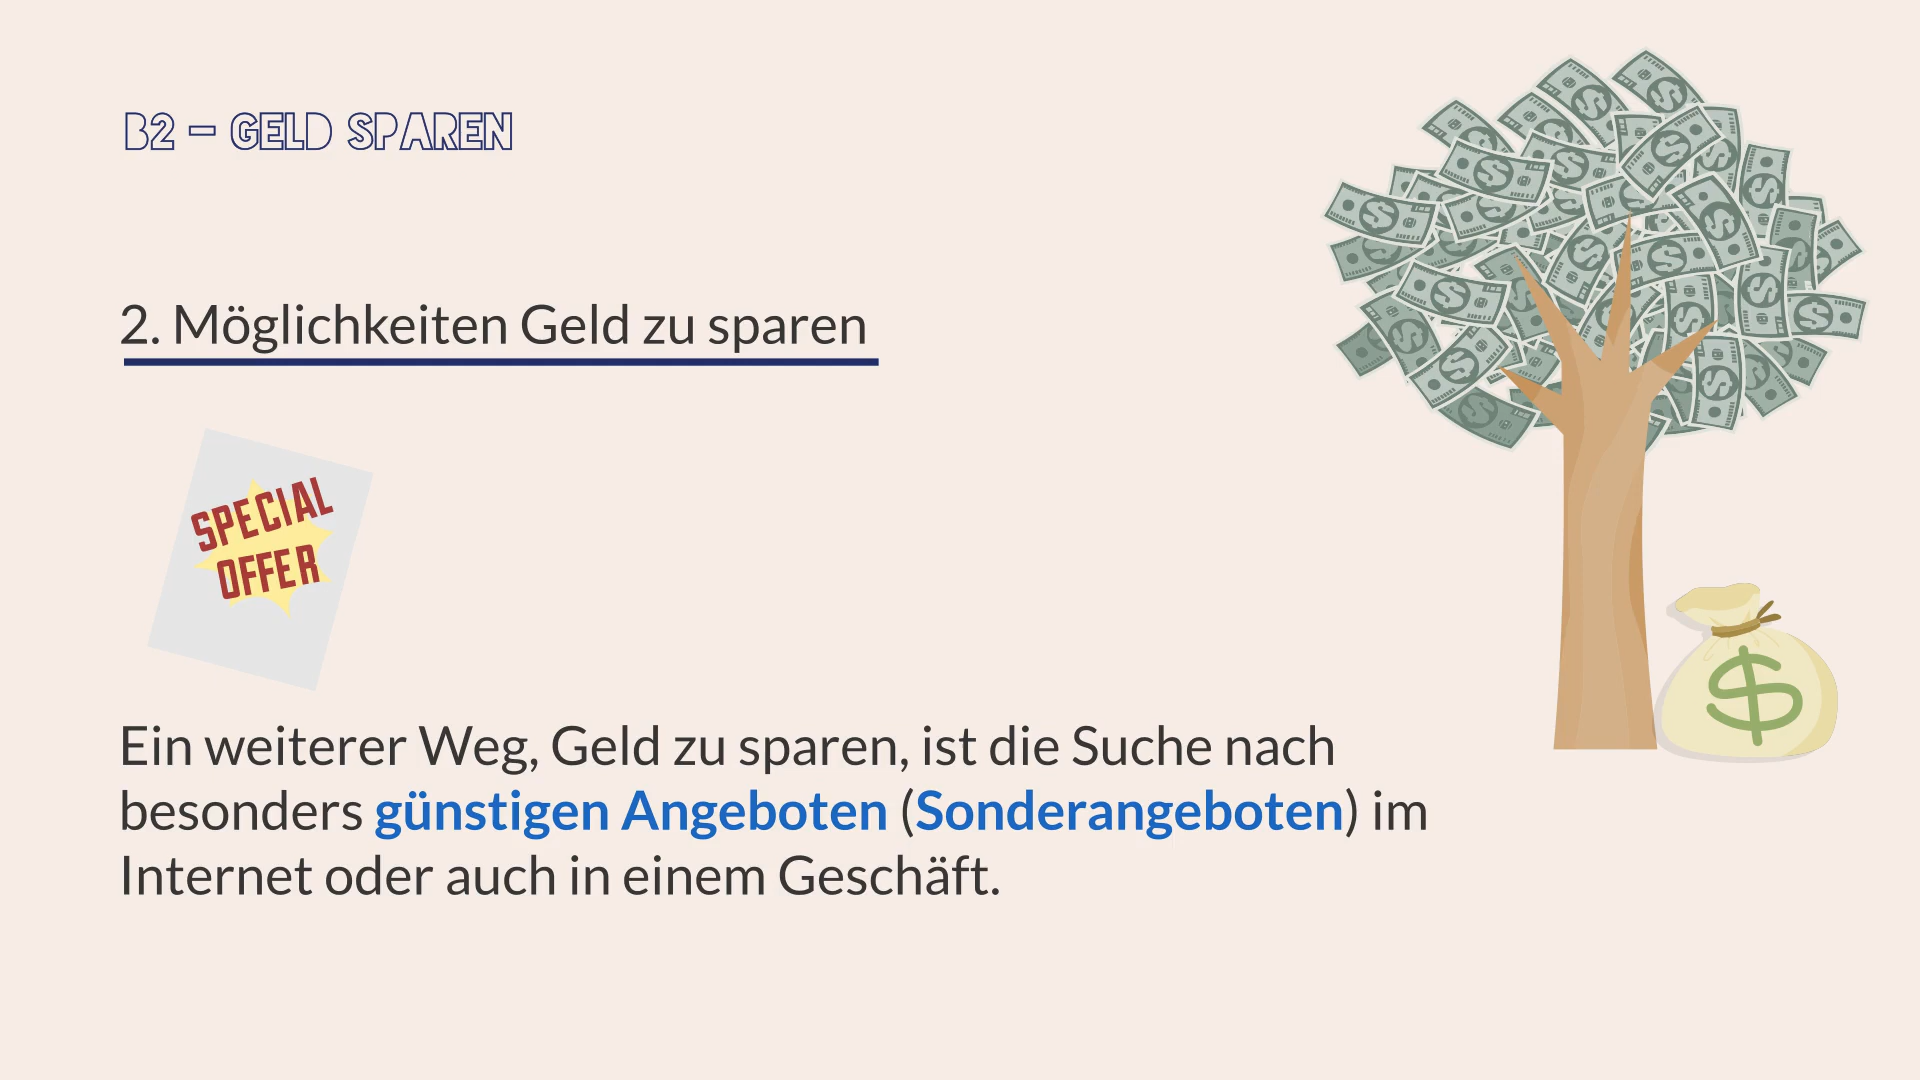 B2 – GELD SPAREN
2. Möglichkeiten Geld zu sparen
SPECIAL
OFFER
Ein weiterer Weg, Geld zu sparen, ist die Suche nach
besonders günstigen Angeboten (Sonderangeboten) im
Internet oder auch in einem Geschäft.